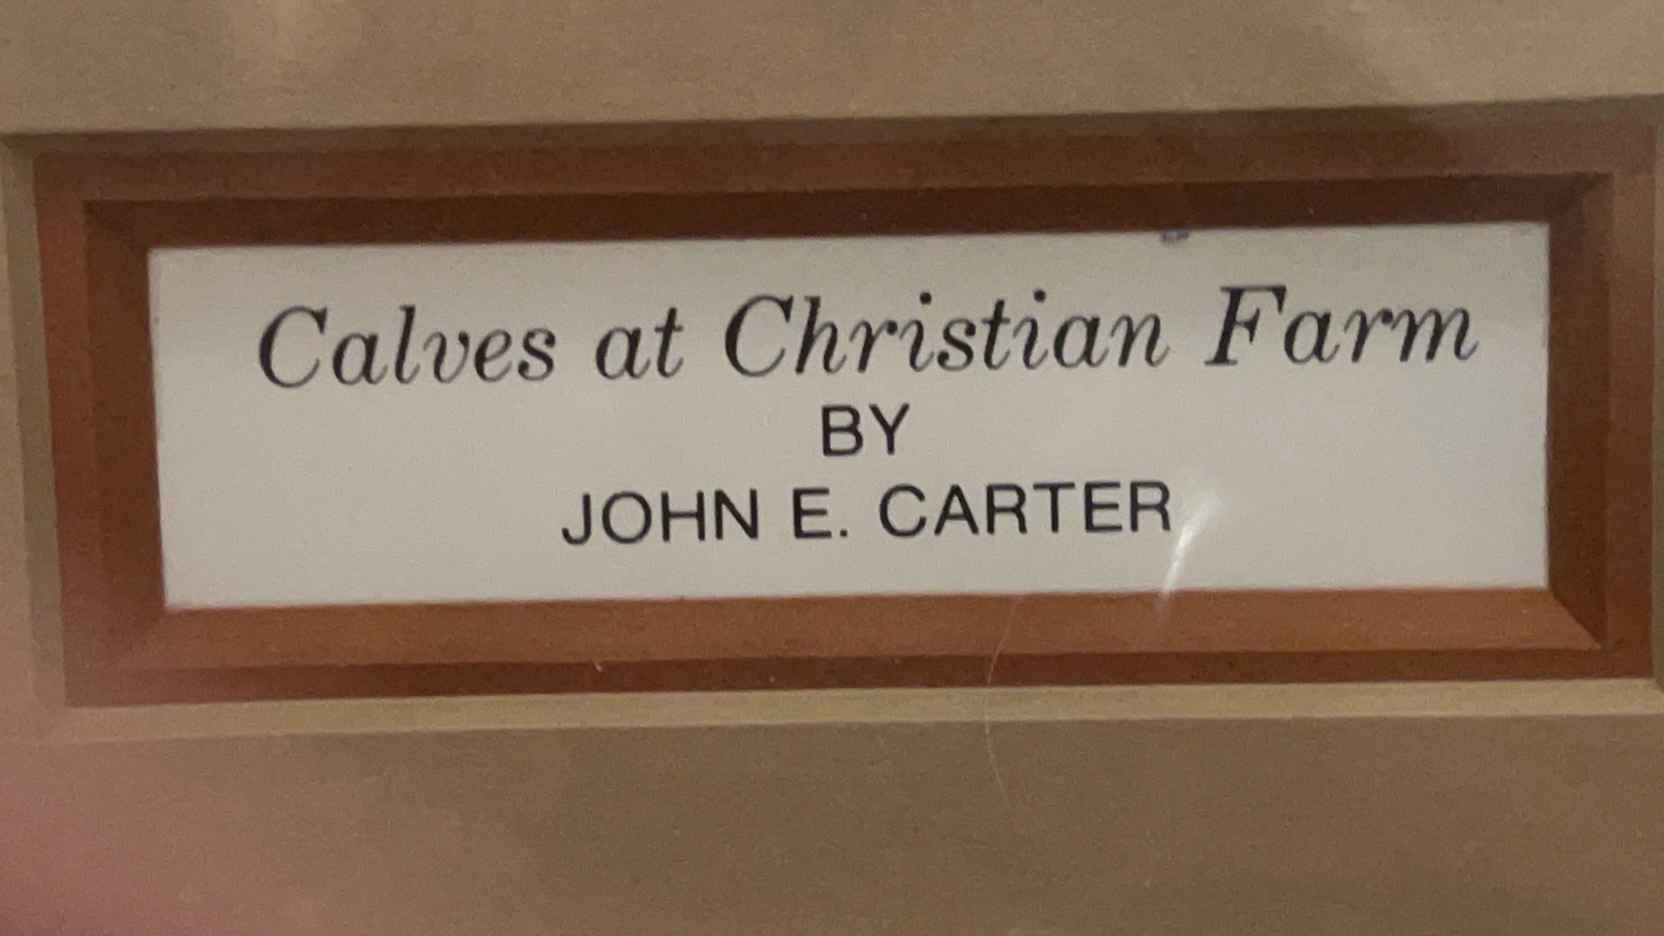 Calves at Christian Farm
BY
JOHN E. CARTER